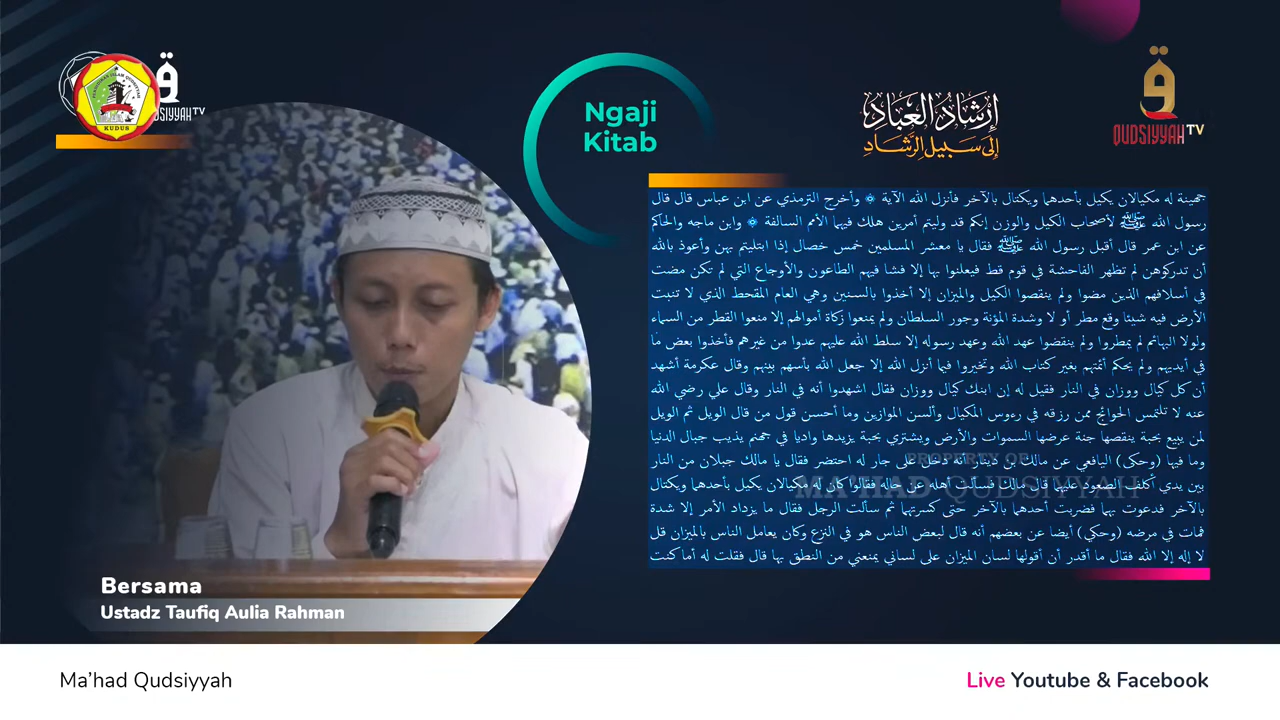 QUDSIYYAH TV
KUDUS
Ngaji
Kitab
إرشاد العباد
إلى سبيل الرشاد
QUDSIYYAH TV
جهينة له مكيالان يكيل بأحدهما ويكتال بالآخر فأنزل الله الآية ۞ وأخرج الترمذي عن ابن عباس قال قال
رسول الله ﷺ لأصحاب الكيل والوزن إنكم قد وليتم أمرين هلك فيهما الأمم السالفة ۞ وابن ماجه والحاكم
عن ابن عمر قال أقبل رسول الله ﷺ فقال يا معشر المسلمين خمس خصال إذا ابتليتم بهن وأعوذ بالله
أن تدركوهن لم تظهر الفاحشة في قوم قط فيعلنوا بها إلا فشا فيهم الطاعون والأوجاع التي لم تكن مضت
في أسلافهم الذين مضوا ولم ينقصوا الكيل والميزان إلا أخذوا بالسنين وهي العام المقحط الذي لا تنبت
الأرض فيه شيئا وقع مطر أو لا وشدة المؤنة وجور السلطان ولم يمنعوا زكاة أموالهم إلا منعوا القطر من السماء
ولولا البهائم لم يمطروا ولم ينقضوا عهد الله وعهد رسوله إلا سلط الله عليهم عدوا من غيرهم فأخذوا بعض ما
في أيديهم ولم يحكم أئمتهم بغير كتاب الله وتخيروا فيما أنزل الله إلا جعل الله بأسهم بينهم وقال عكرمة أشهد
أن كل كيال ووزان في النار فقيل له إن ابنك كيال ووزان فقال اشهدوا أنه في النار وقال علي رضي الله
عنه لا تلتمس الحوائج ممن رزقه في رءوس المكيال وألسن الموازين وما أحسن قول من قال الويل ثم الويل
لمن يبيع بحبة ينقصها جنة عرضها السموات والأرض ويشتري بحبة يزيدها واديا في جهنم يذيب جبال الدنيا
وما فيها (وحكى) اليافعي عن مالك بن دينار أنه دخل على جار له احتضر فقال يا مالك جبلان من النار
بين يدي أكلف الصعود عليهما قال مالك فسألت أهله عن حاله فقالوا كان له مكيالان يكيل بأحدهما ويكتال
بالآخر فدعوت بهما فضربت أحدهما بالآخر حتى كسرتهما ثم سألت الرجل فقال ما يزداد الأمر إلا شدة
فمات في مرضه (وحكي) أيضا عن بعضهم أنه قال لبعض الناس هو في النزع وكان يعامل الناس بالميزان قل
لا إله إلا الله فقال ما أقدر أن أقولها لسان الميزان على لساني يمنعني من النطق بها قال فقلت له أما كنت
PROPERTY OF
MA'HAD QUDSIYYAH
Bersama
Ustadz Taufiq Aulia Rahman
Ma'had Qudsiyyah
Live Youtube & Facebook